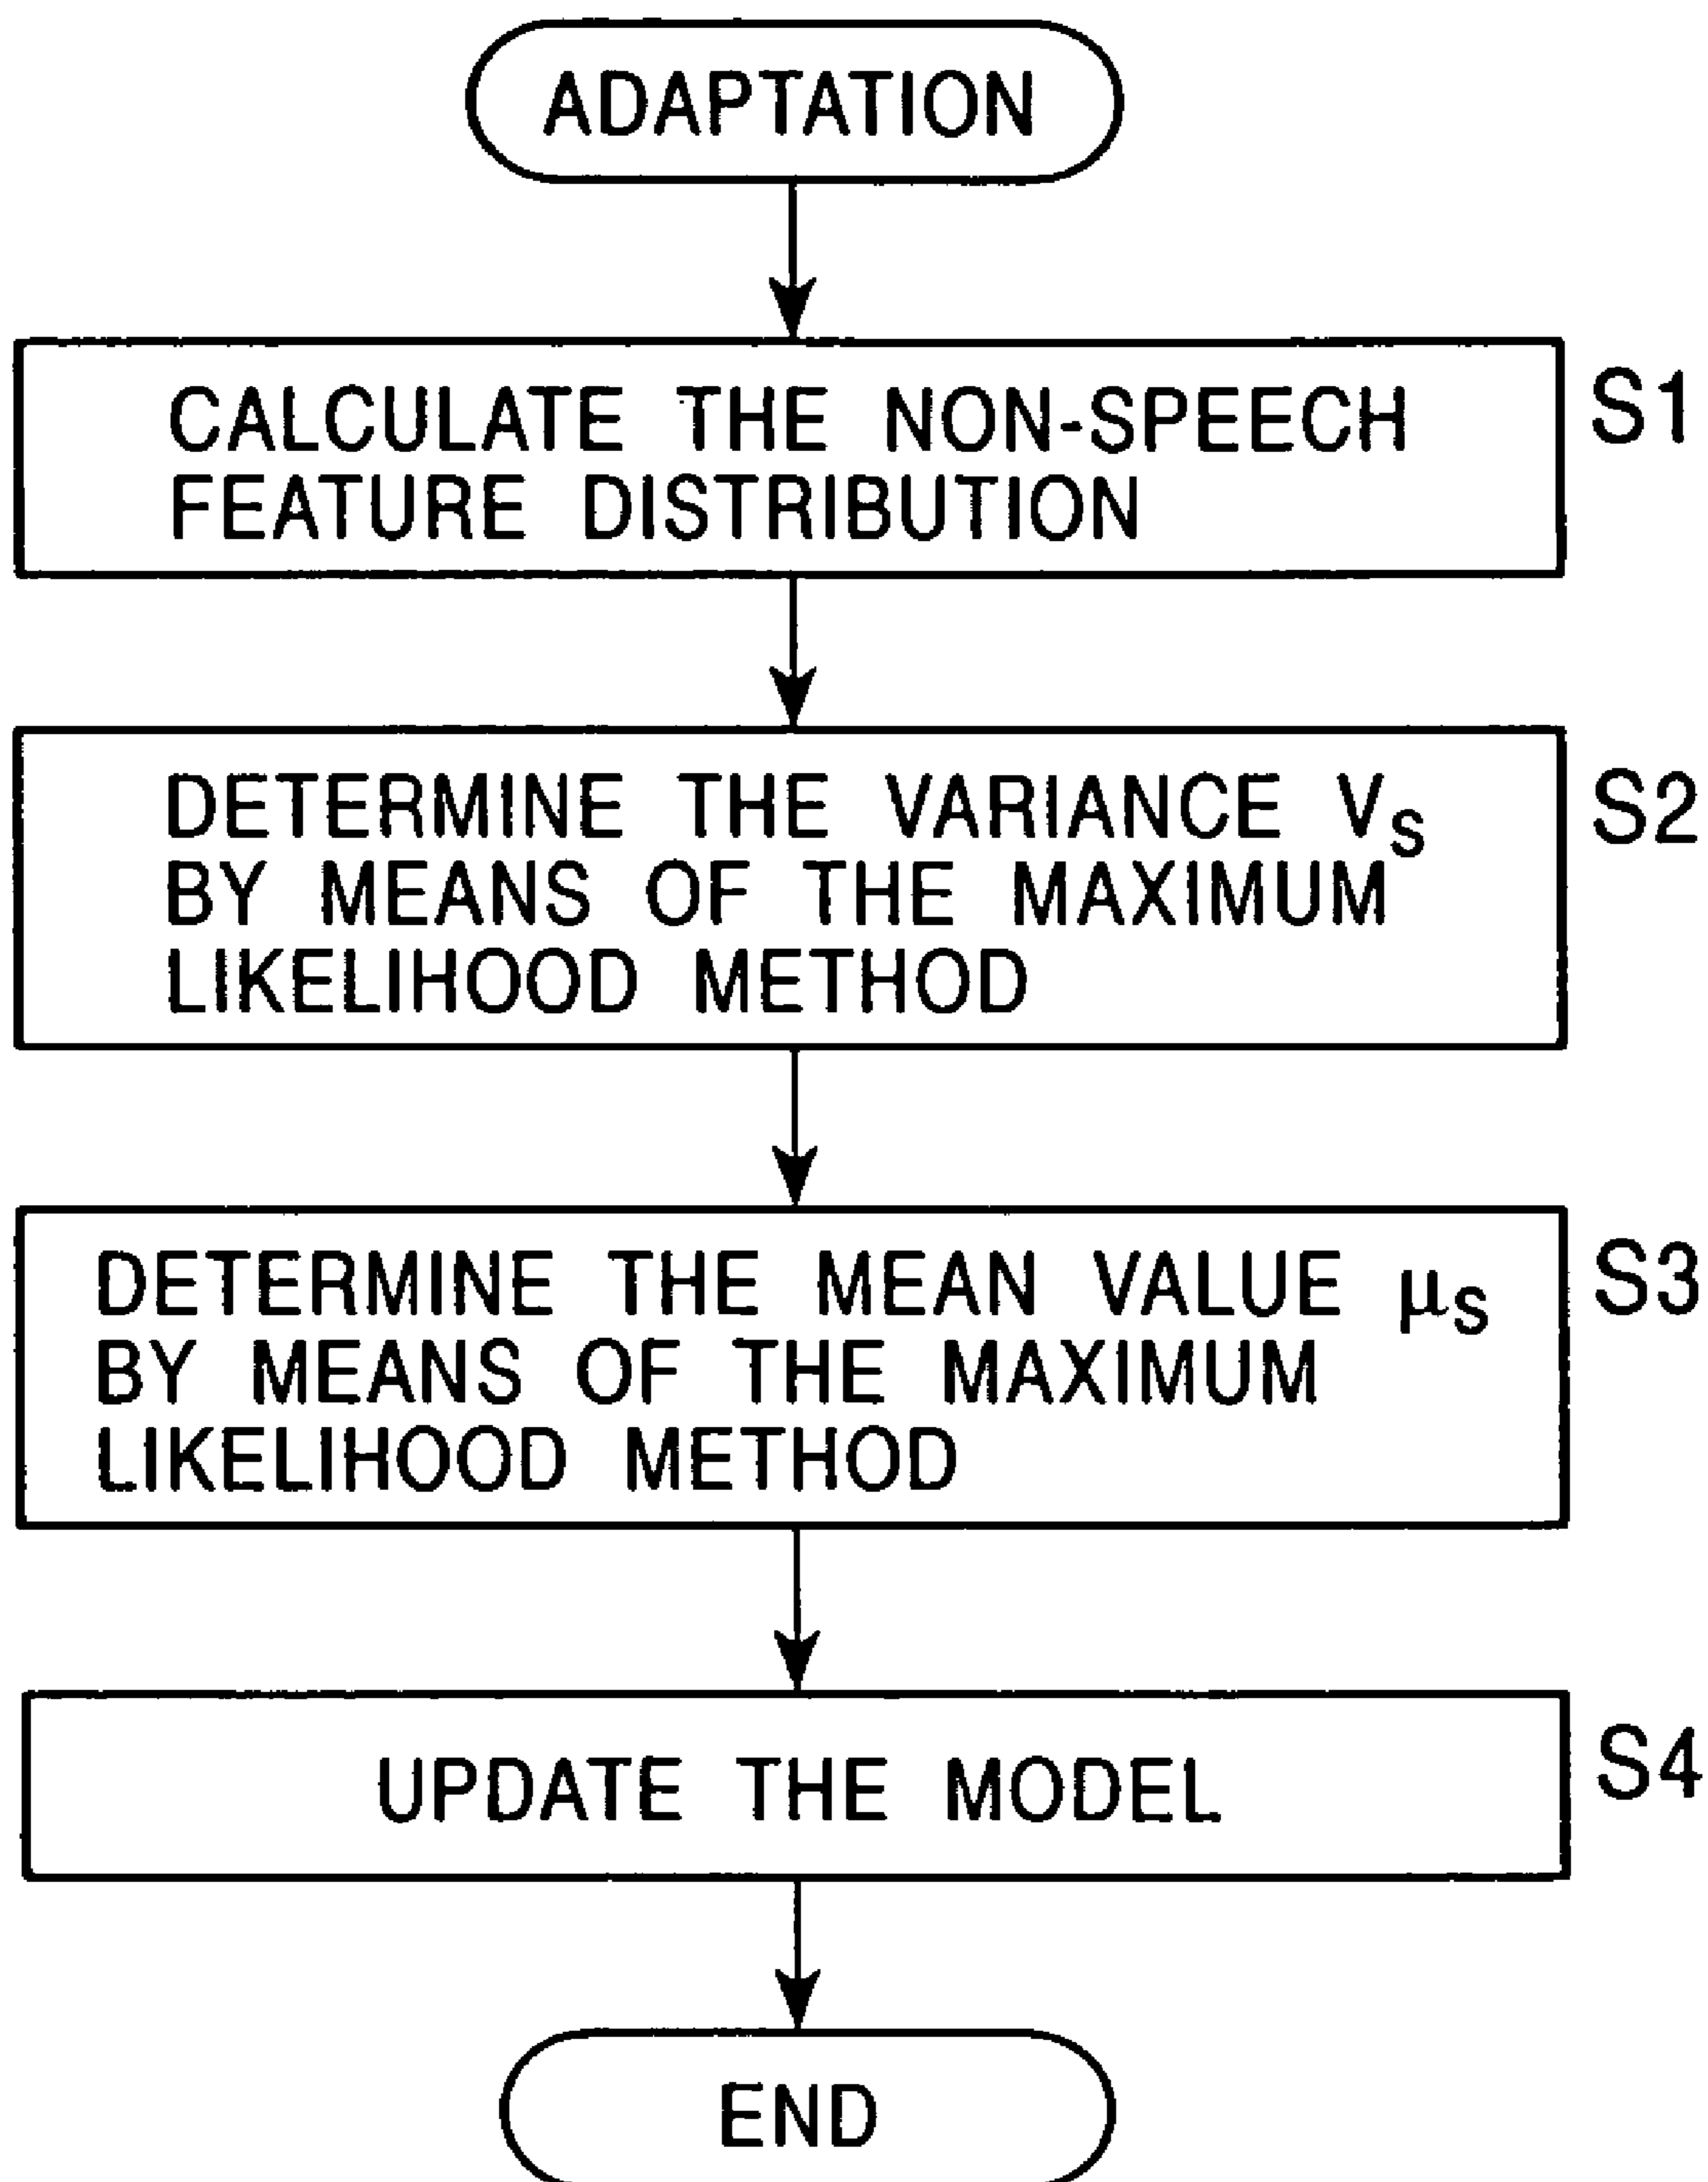 ADAPTATION
CALCULATE THE NON-SPEECH S1
FEATURE DISTRIBUTION
DETERMINE THE VARIANCE Vs S2
BY MEANS OF THE MAXIMUM
LIKELIHOOD METHOD
DETERMINE THE MEAN VALUE μs S3
BY MEANS OF THE MAXIMUM
LIKELIHOOD METHOD
UPDATE THE MODEL S4
END